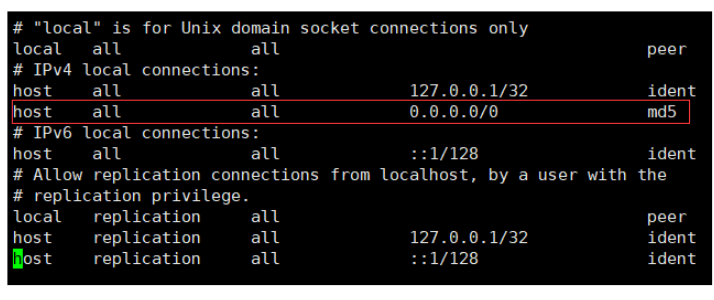 # "local" is for Unix domain socket connections only
local   all             all                                     peer
# IPv4 local connections:
host    all             all             127.0.0.1/32            ident
host    all             all             0.0.0.0/0               md5
# IPv6 local connections:
host    all             all             ::1/128                 ident
# Allow replication connections from localhost, by a user with the
# replication privilege.
local   replication     all                                     peer
host    replication     all             127.0.0.1/32            ident
host    replication     all             ::1/128                 ident